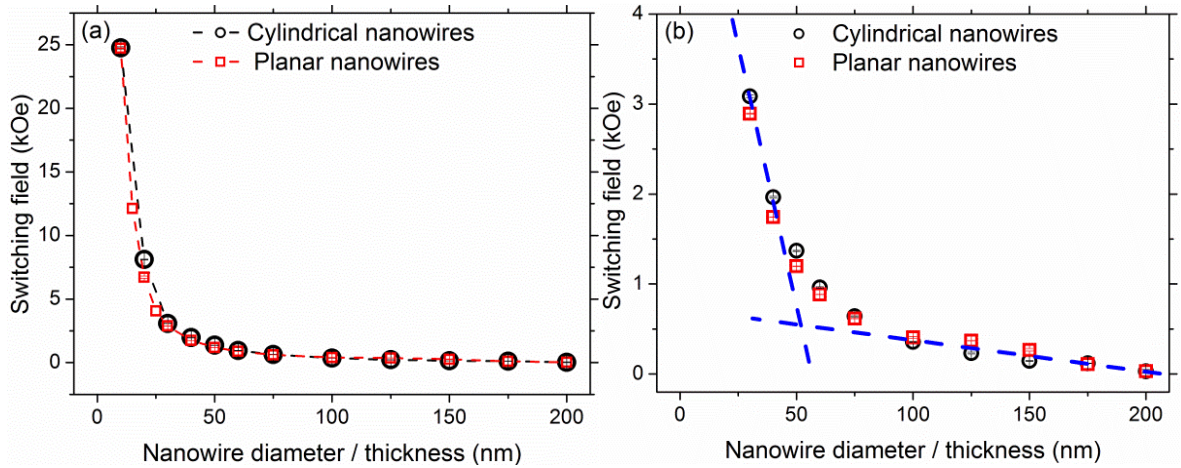 (a)
Cylindrical nanowires
Planar nanowires
Switching field (kOe)
25
20
15
10
5
0
0 50 100 150 200
Nanowire diameter / thickness (nm)
(b)
Cylindrical nanowires
Planar nanowires
Switching field (kOe)
4
3
2
1
0
0 50 100 150 200
Nanowire diameter / thickness (nm)